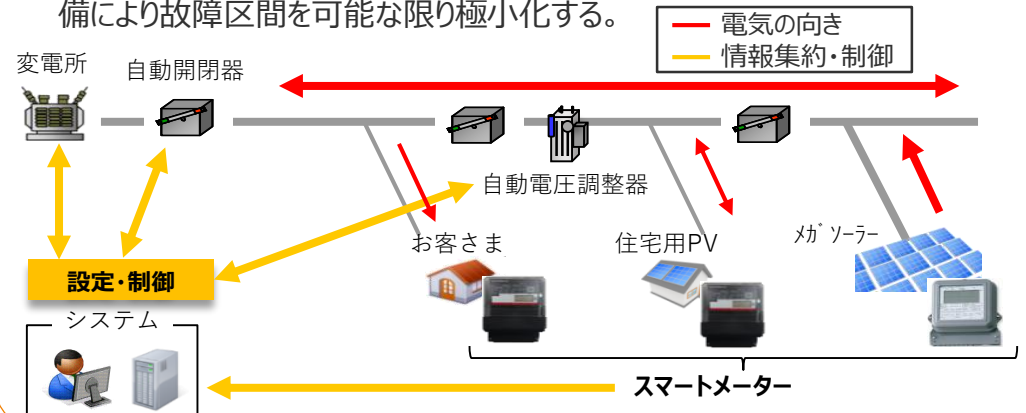 備により故障区間を可能な限り極小化する。
電気の向き
情報集約・制御
変電所
自動開閉器
自動電圧調整器
お客さま
住宅用PV
ﾒｶﾞｿｰﾗｰ
設定・制御
システム
スマートメーター